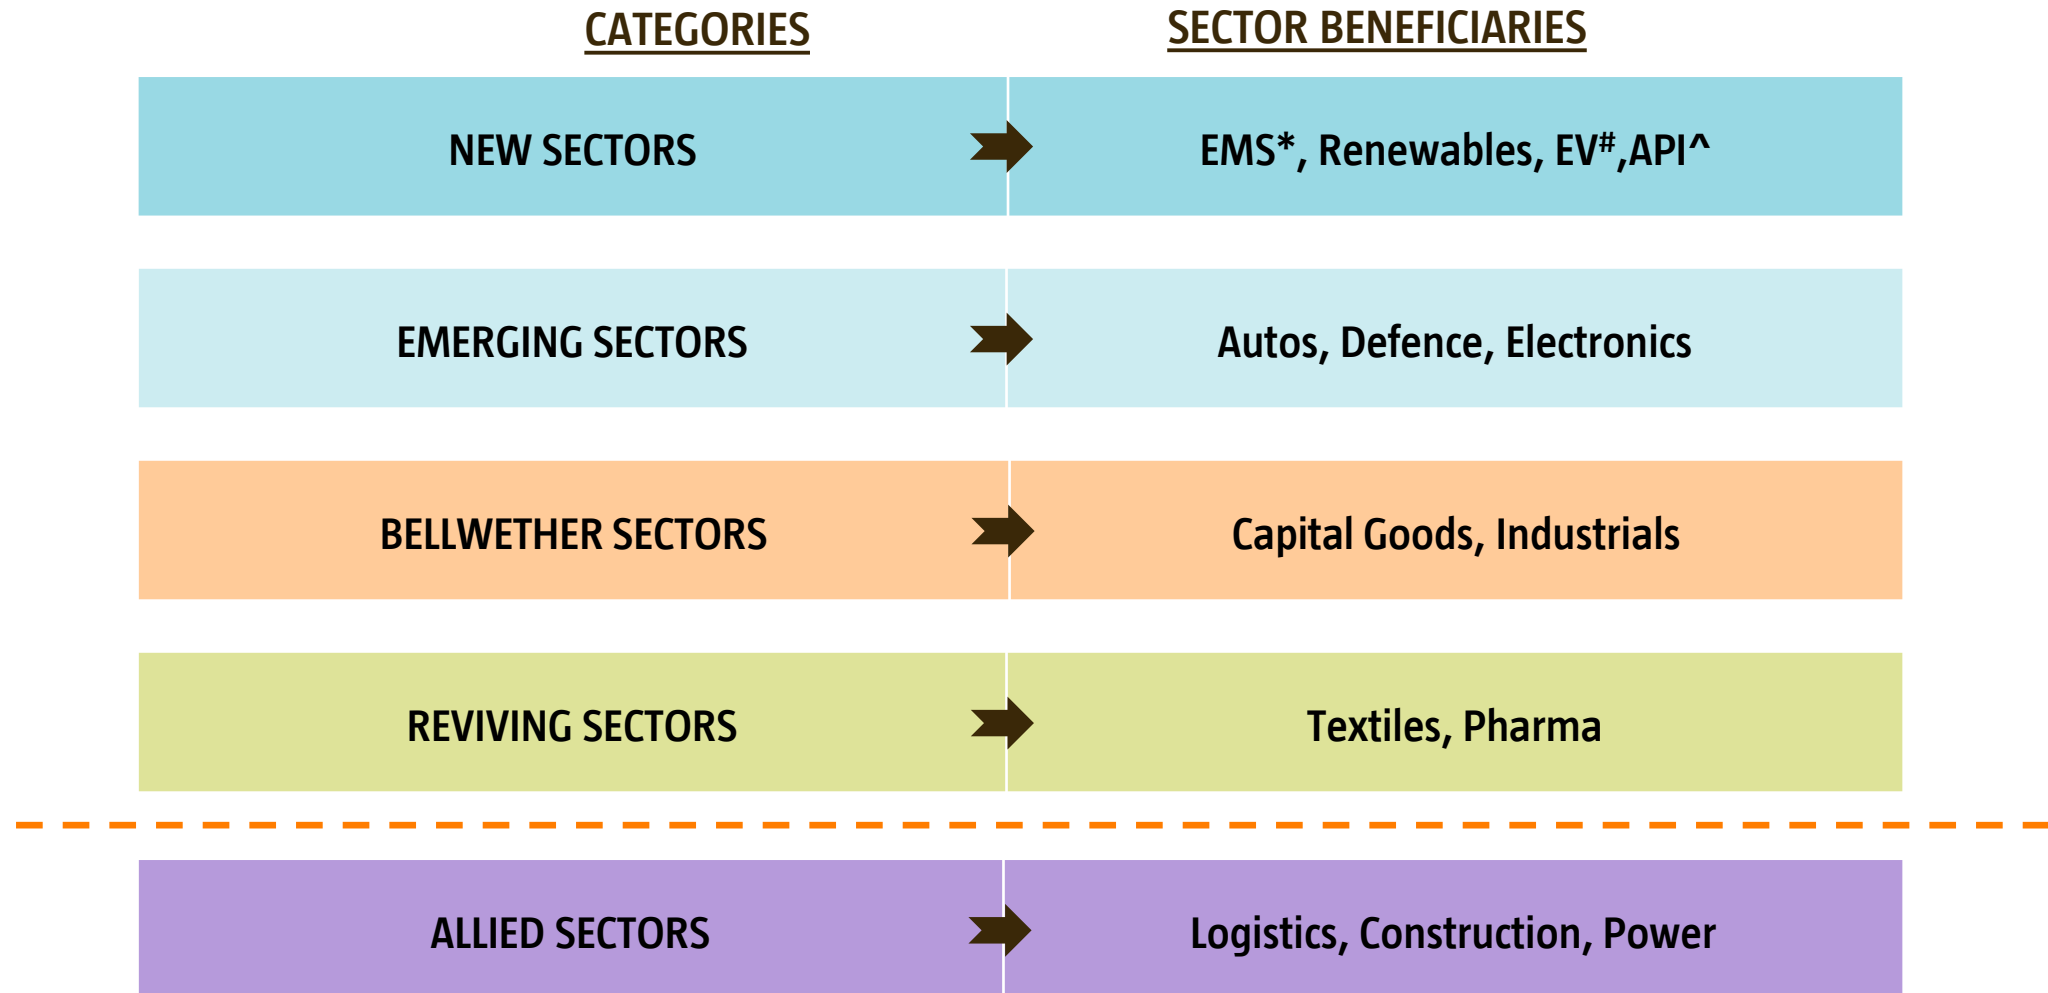 CATEGORIES SECTOR BENEFICIARIES
NEW SECTORS EMS*, Renewables, EV#,API^
EMERGING SECTORS Autos, Defence, Electronics
BELLWETHER SECTORS Capital Goods, Industrials
REVIVING SECTORS Textiles, Pharma
ALLIED SECTORS Logistics, Construction, Power